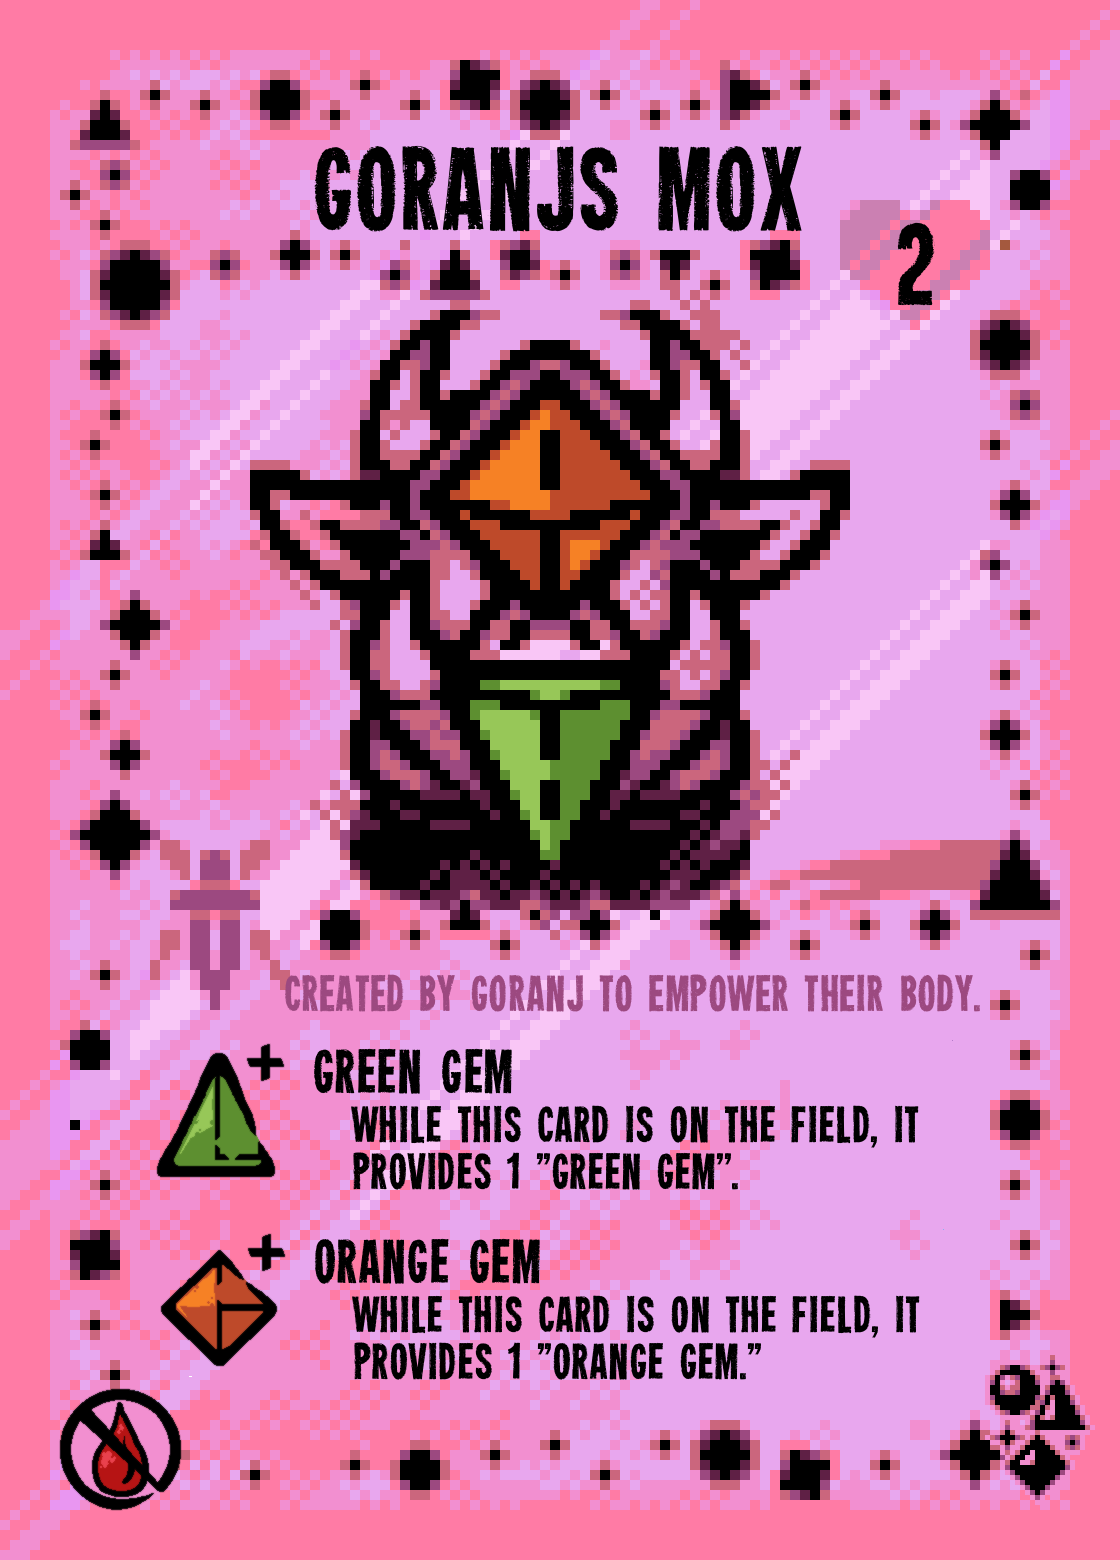 GORANJS MOX
2
CREATED BY GORANJ TO EMPOWER THEIR BODY.
GREEN GEM
WHILE THIS CARD IS ON THE FIELD, IT
PROVIDES 1 "GREEN GEM".
ORANGE GEM
WHILE THIS CARD IS ON THE FIELD, IT
PROVIDES 1 "ORANGE GEM."